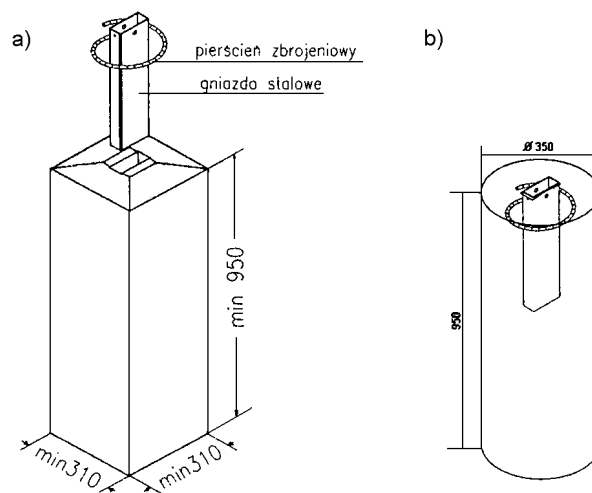 a)
b)
pierścień zbrojeniowy
gniazdo stalowe
Ø 350
min 950
950
min310
min310